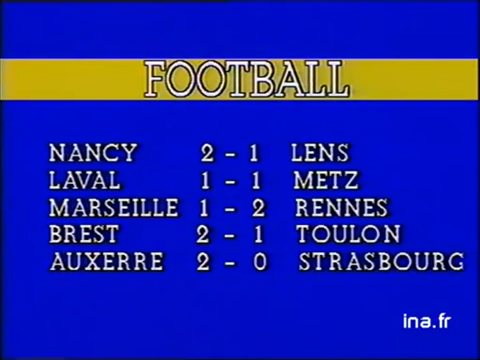 FOOTBALL
NANCY 2 - 1 LENS
LAVAL 1 - 1 METZ
MARSEILLE 1 - 2 RENNES
BREST 2 - 1 TOULON
AUXERRE 2 - 0 STRASBOURG
ina.fr